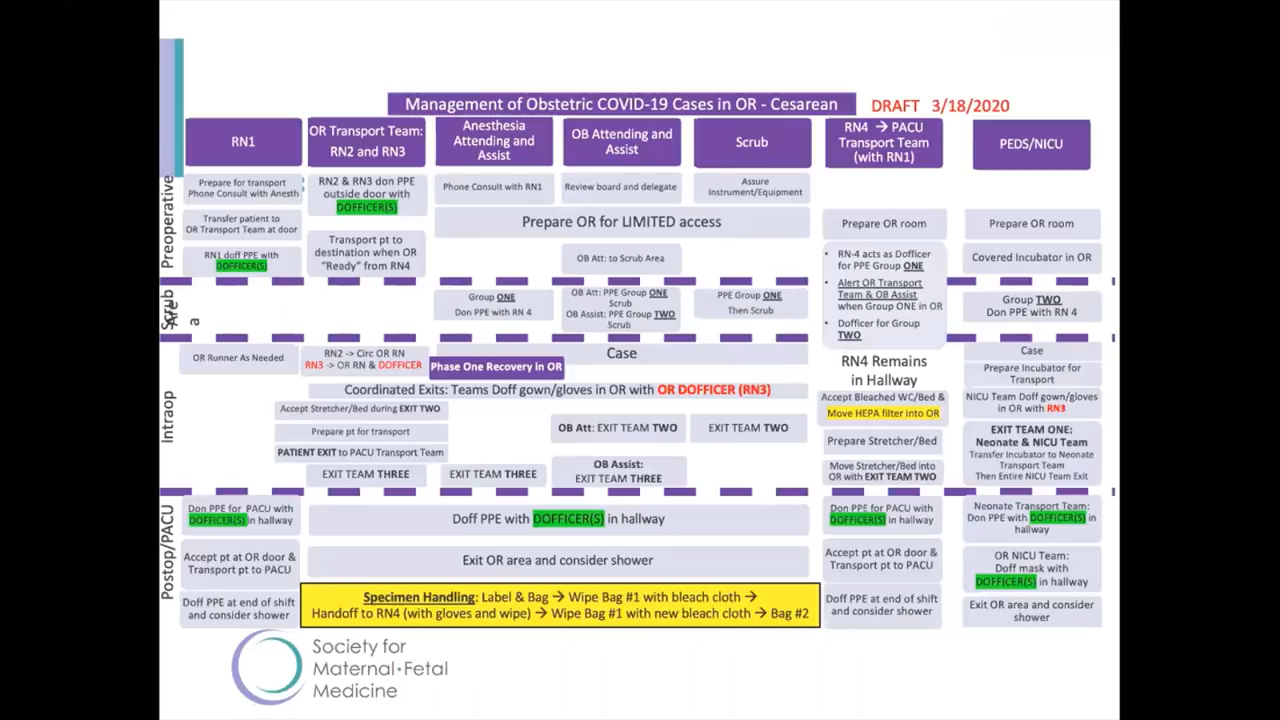 Management of Obstetric COVID-19 Cases in OR - Cesarean
DRAFT 3/18/2020
RN1
OR Transport Team:
RN2 and RN3
Anesthesia
Attending and
Assist
OB Attending and
Assist
Scrub
RN4 → PACU
Transport Team
(with RN1)
PEDS/NICU
Preoperative
Prepare for transport
Phone Consult with Anesth
Transfer patient to
OR Transport Team at door
RN1 doff PPE with
DOFFICER(S)
RN2 & RN3 don PPE
outside door with
DOFFICER(S)
Transport pt to
destination when OR
"Ready" from RN4
Phone Consult with RN1
Review board and delegate
Assure
Instrument/Equipment
Prepare OR for LIMITED access
OB Att: to Scrub Area
Prepare OR room
• RN-4 acts as Dofficer
for PPE Group ONE
• Alert OR Transport
Team & OB Assist
when Group ONE in OR
• Dofficer for Group
TWO
Prepare OR room
Covered Incubator in OR
Scrub
Are
a
Group ONE
Don PPE with RN 4
OB Att: PPE Group ONE
Scrub
OB Assist: PPE Group TWO
Scrub
PPE Group ONE
Then Scrub
Group TWO
Don PPE with RN 4
Intraop
OR Runner As Needed
RN2 -> Circ OR RN
RN3 -> OR RN & DOFFICER
Case
Phase One Recovery in OR
Coordinated Exits: Teams Doff gown/gloves in OR with OR DOFFICER (RN3)
Accept Stretcher/Bed during EXIT TWO
Prepare pt for transport
PATIENT EXIT to PACU Transport Team
EXIT TEAM THREE
EXIT TEAM THREE
OB Att: EXIT TEAM TWO
OB Assist:
EXIT TEAM THREE
EXIT TEAM TWO
RN4 Remains
in Hallway
Accept Bleached WC/Bed &
Move HEPA filter into OR
Prepare Stretcher/Bed
Move Stretcher/Bed into
OR with EXIT TEAM TWO
Case
Prepare Incubator for
Transport
NICU Team Doff gown/gloves
in OR with RN3
EXIT TEAM ONE:
Neonate & NICU Team
Transfer Incubator to Neonate
Transport Team
Then Entire NICU Team Exit
Postop/PACU
Don PPE for PACU with
DOFFICER(S) in hallway
Accept pt at OR door &
Transport pt to PACU
Doff PPE at end of shift
and consider shower
Doff PPE with DOFFICER(S) in hallway
Exit OR area and consider shower
Specimen Handling: Label & Bag → Wipe Bag #1 with bleach cloth →
Handoff to RN4 (with gloves and wipe) → Wipe Bag #1 with new bleach cloth → Bag #2
Don PPE for PACU with
DOFFICER(S) in hallway
Accept pt at OR door &
Transport pt to PACU
Doff PPE at end of shift
and consider shower
Neonate Transport Team:
Don PPE with DOFFICER(S) in
hallway
OR NICU Team:
Doff mask with
DOFFICER(S) in hallway
Exit OR area and consider
shower
Society for
Maternal•Fetal
Medicine